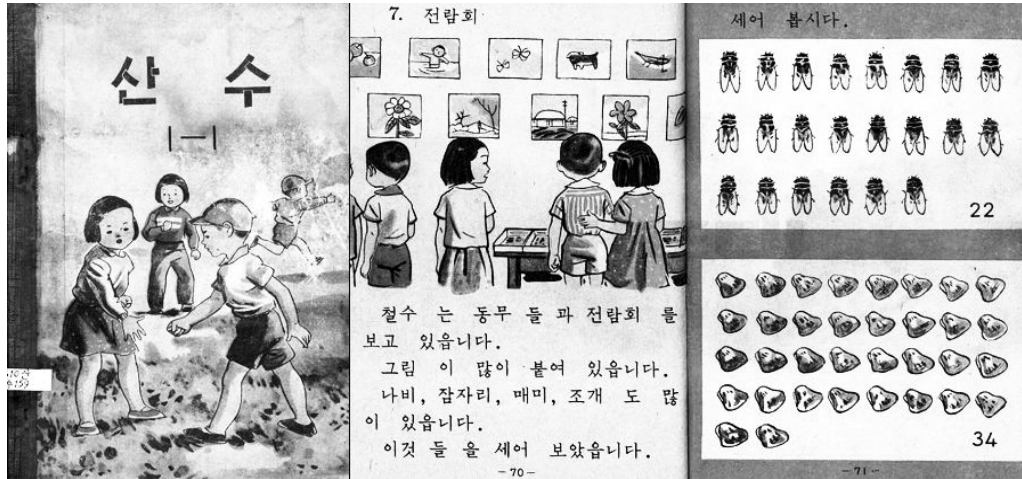 산 수
1-1
7. 전람회
철수 는 동무 들 과 전람회 를
보고 있읍니다.
그림 이 많이 붙여 있읍니다.
나비, 잠자리, 매미, 조개 도 많
이 있읍니다.
이것 들 을 세어 보았읍니다.
-70-
세어 봅시다.
22
34
-71-